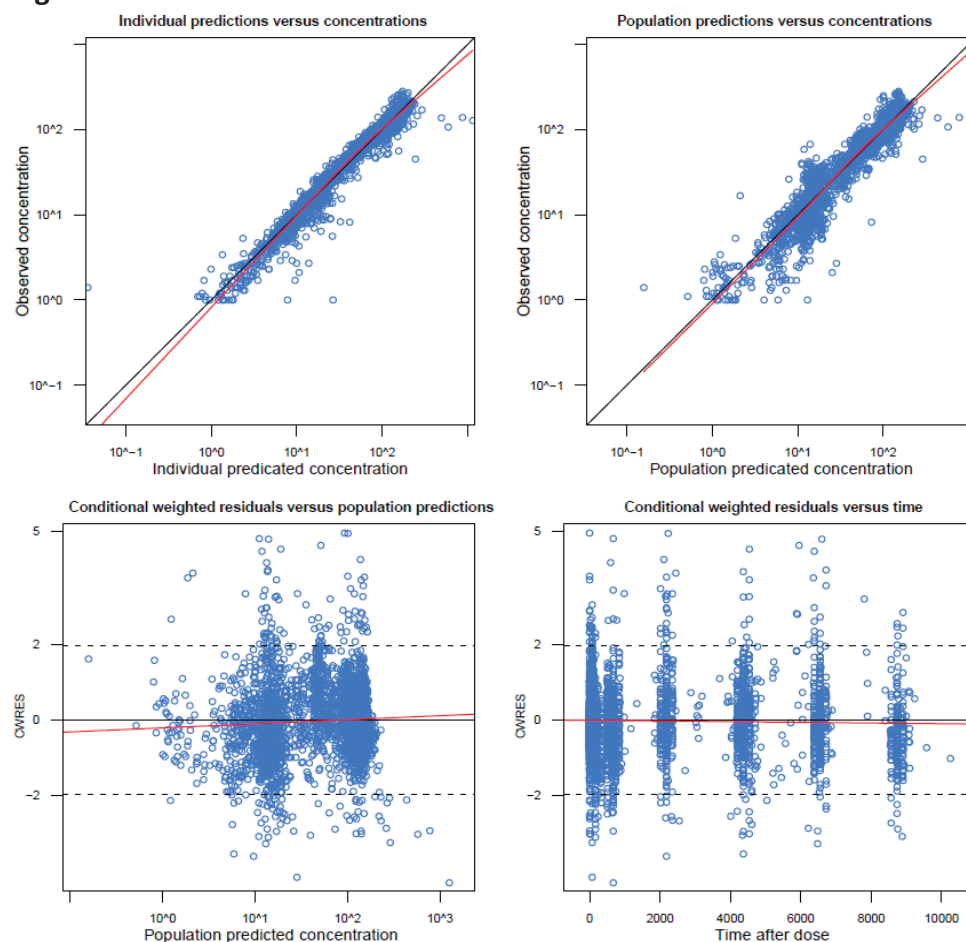 Individual predictions versus concentrations
Observed concentration
10^2
10^1
10^0
10^−1
10^−1 10^0 10^1 10^2
Individual predicated concentration
Population predictions versus concentrations
Observed concentration
10^2
10^1
10^0
10^−1
10^−1 10^0 10^1 10^2
Population predicated concentration
Conditional weighted residuals versus population predictions
CWRES
5
2
0
−2
10^0 10^1 10^2 10^3
Population predicted concentration
Conditional weighted residuals versus time
CWRES
5
2
0
−2
0 2000 4000 6000 8000 10000
Time after dose